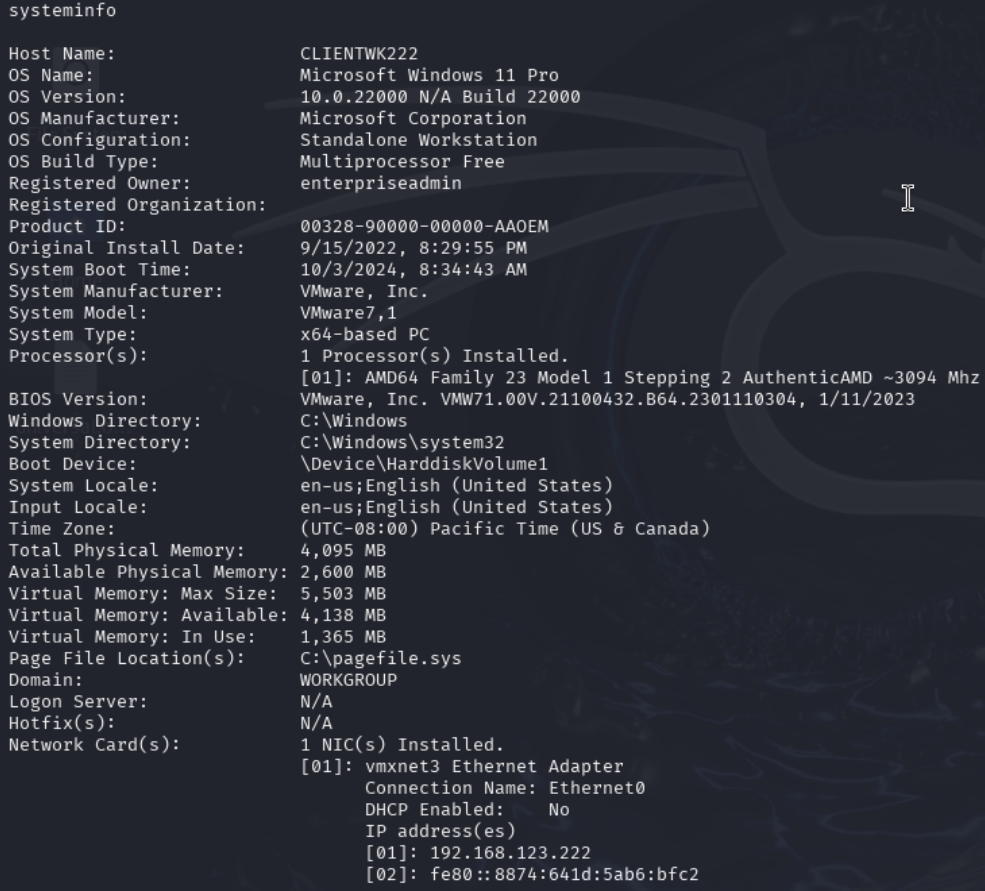 systeminfo
Host Name:                 CLIENTWK222
OS Name:                   Microsoft Windows 11 Pro
OS Version:                10.0.22000 N/A Build 22000
OS Manufacturer:           Microsoft Corporation
OS Configuration:          Standalone Workstation
OS Build Type:             Multiprocessor Free
Registered Owner:          enterpriseadmin
Registered Organization:
Product ID:                00328-90000-00000-AAOEM
Original Install Date:     9/15/2022, 8:29:55 PM
System Boot Time:          10/3/2024, 8:34:43 AM
System Manufacturer:       VMware, Inc.
System Model:              VMware7,1
System Type:               x64-based PC
Processor(s):              1 Processor(s) Installed.
                           [01]: AMD64 Family 23 Model 1 Stepping 2 AuthenticAMD ~3094 Mhz
BIOS Version:              VMware, Inc. VMW71.00V.21100432.B64.2301110304, 1/11/2023
Windows Directory:         C:\Windows
System Directory:          C:\Windows\system32
Boot Device:               \Device\HarddiskVolume1
System Locale:             en-us;English (United States)
Input Locale:              en-us;English (United States)
Time Zone:                 (UTC-08:00) Pacific Time (US & Canada)
Total Physical Memory:     4,095 MB
Available Physical Memory: 2,600 MB
Virtual Memory: Max Size:  5,503 MB
Virtual Memory: Available: 4,138 MB
Virtual Memory: In Use:    1,365 MB
Page File Location(s):     C:\pagefile.sys
Domain:                    WORKGROUP
Logon Server:              N/A
Hotfix(s):                 N/A
Network Card(s):           1 NIC(s) Installed.
                           [01]: vmxnet3 Ethernet Adapter
                                 Connection Name: Ethernet0
                                 DHCP Enabled:    No
                                 IP address(es)
                                 [01]: 192.168.123.222
                                 [02]: fe80::8874:641d:5ab6:bfc2